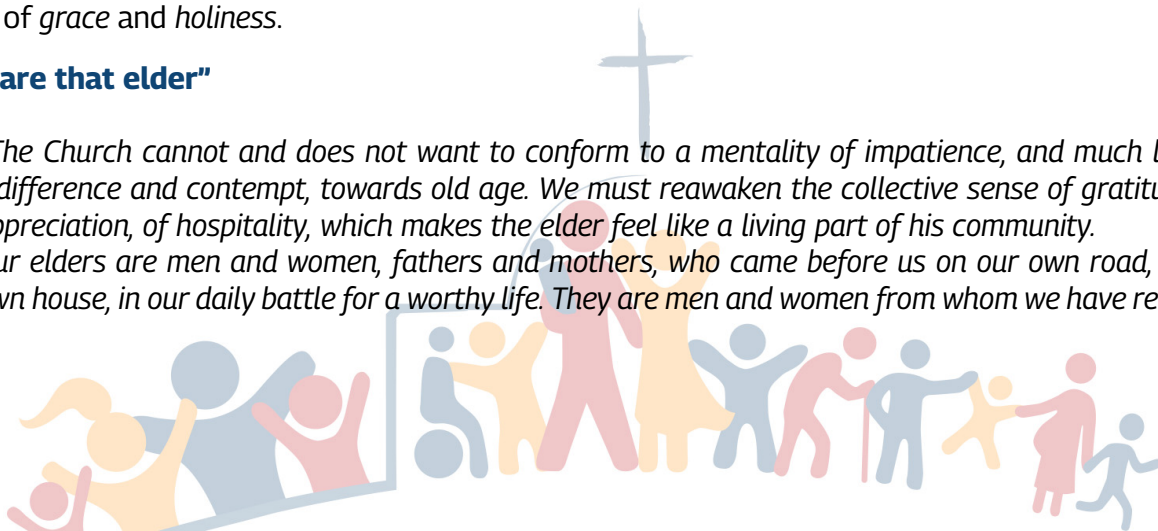 of grace and holiness.
are that elder”
The Church cannot and does not want to conform to a mentality of impatience, and much l
difference and contempt, towards old age. We must reawaken the collective sense of gratitu
ppreciation, of hospitality, which makes the elder feel like a living part of his community.
ur elders are men and women, fathers and mothers, who came before us on our own road,
wn house, in our daily battle for a worthy life. They are men and women from whom we have re